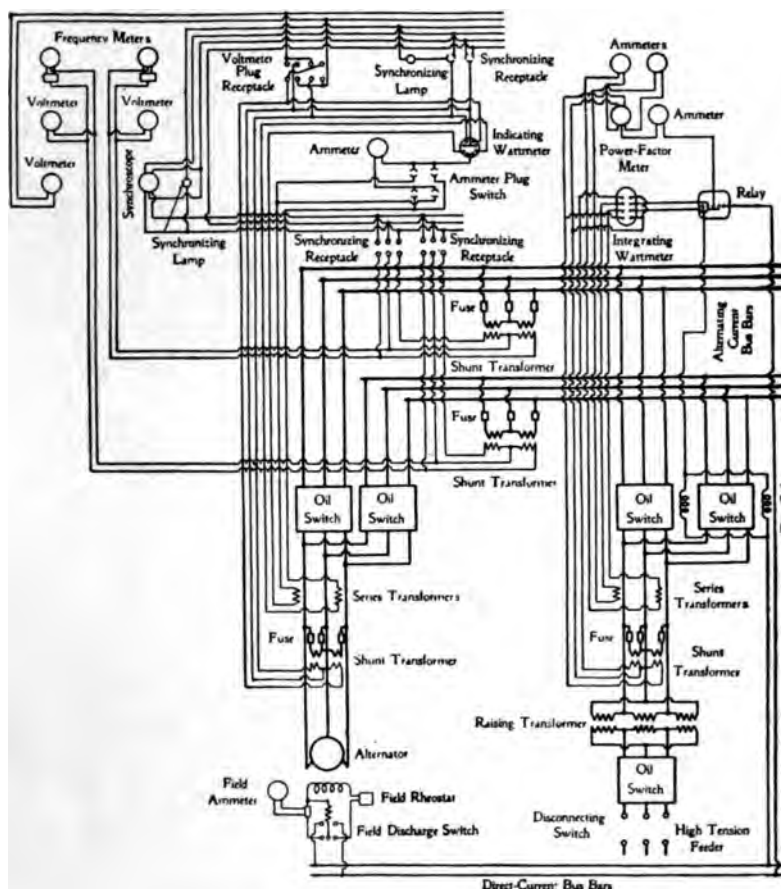 Frequency Meters
Voltmeter
Voltmeter
Voltmeter
Synchroscope
Synchronizing
Lamp
Voltmeter
Plug
Receptacle
Synchronizing
Lamp
Synchronizing
Receptacle
Ammeter
Indicating
Wattmeter
Ammeter Plug
Switch
Synchronizing
Receptacle
Synchronizing
Receptacle
Ammeters
Ammeter
Power-Factor
Meter
Relay
Integrating
Wattmeter
Fuse
Shunt Transformer
Alternating
Current
Bus Bars
Fuse
Shunt Transformer
Oil
Switch
Oil
Switch
Oil
Switch
Oil
Switch
Series Transformers
Series
Transformers
Fuse
Shunt Transformer
Fuse
Shunt
Transformer
Raising Transformer
Alternator
Field
Ammeter
Field Rheostat
Field Discharge Switch
Oil
Switch
Disconnecting
Switch
High Tension
Feeder
Direct-Current Bus Bars